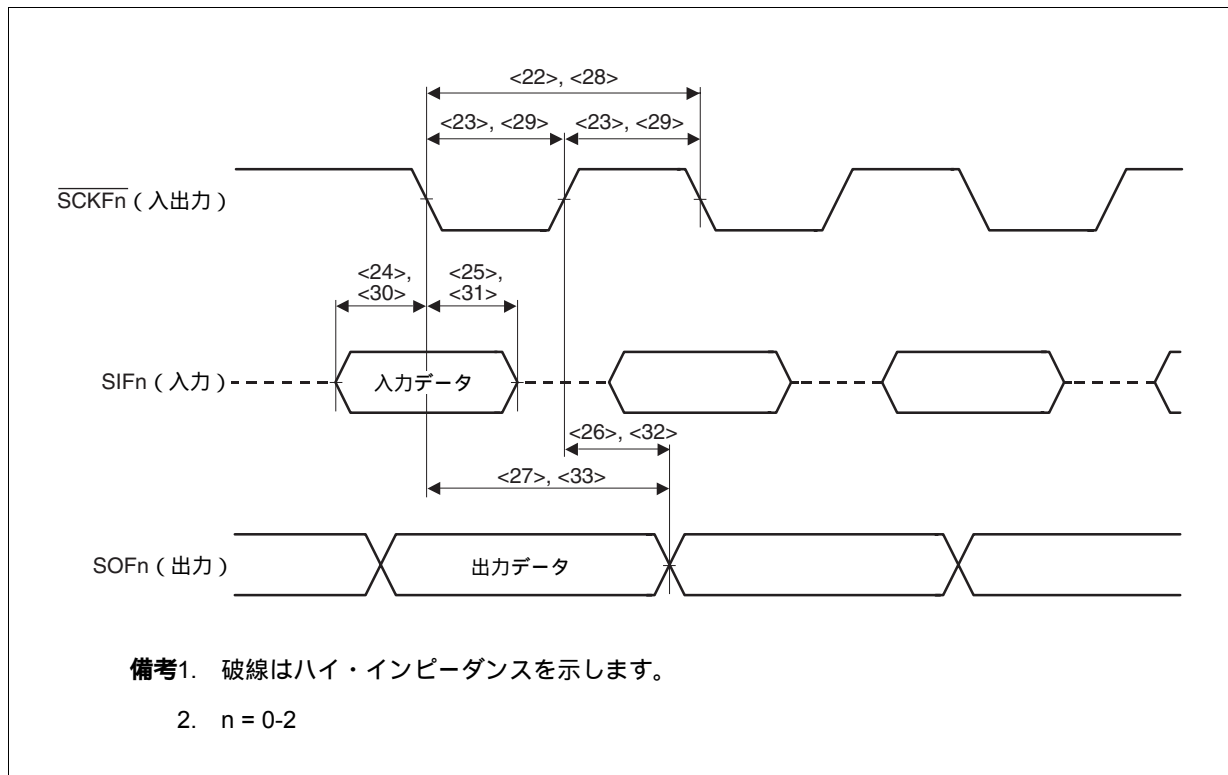 <22>, <28>
<23>, <29> <23>, <29>
SCKFn（入出力）
<24>, <25>,
<30> <31>
SIFn（入力） 入力データ
<26>, <32>
<27>, <33>
SOFn（出力） 出力データ
備考1. 破線はハイ・インピーダンスを示します。
2. n = 0-2